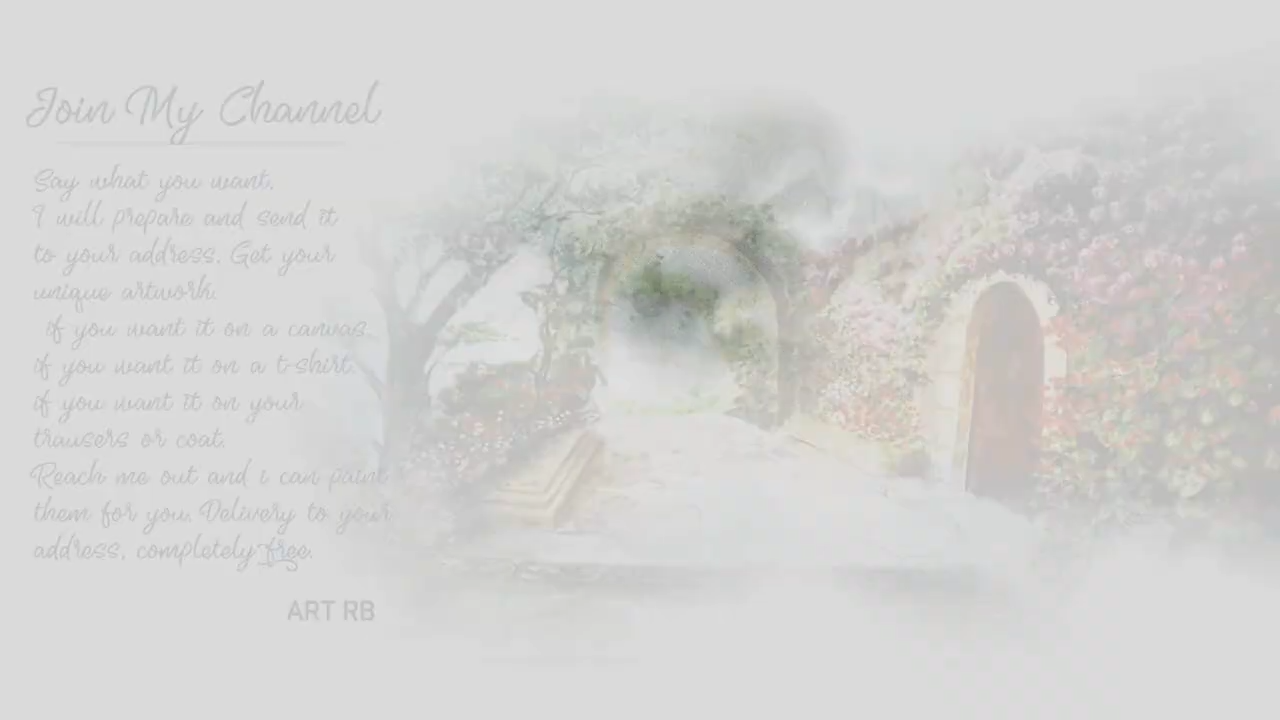 Join My Channel
Say what you want.
I will prepare and send it
to your address. Get your
unique artwork.
if you want it on a canvas.
if you want it on a t-shirt.
if you want it on your
trausers or coat.
Reach me out and i can paint
them for you. Delivery to your
address, completely free.
ART RB